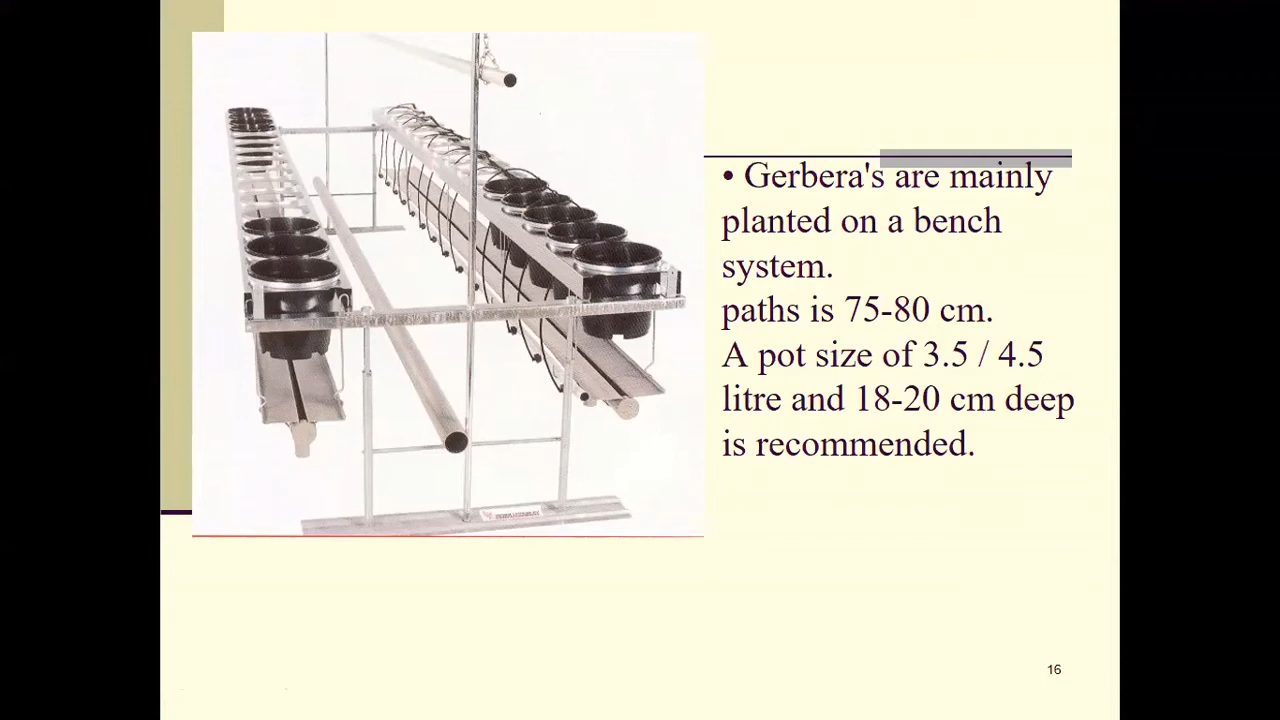 • Gerbera's are mainly
planted on a bench
system.
paths is 75-80 cm.
A pot size of 3.5 / 4.5
litre and 18-20 cm deep
is recommended.
16